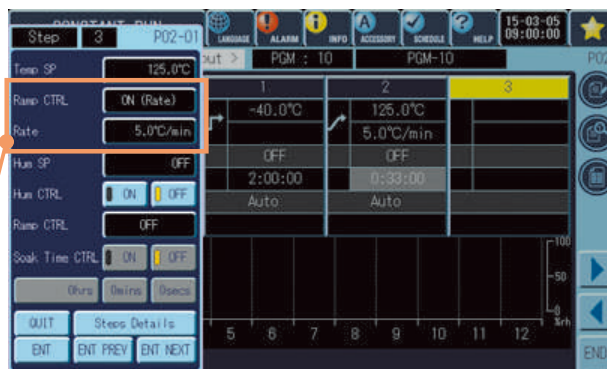 CONSTANT RUN
Step 3 P02-01
LANGUAGE ALARM INFO ACCESSORY SCHEDULE HELP
15-03-05
09:00:00
out > PGM : 10 PGM-10 P02
Temp SP 125.0℃
Ramp CTRL ON (Rate)
Rate 5.0℃/min
Hum SP OFF
Hum CTRL ON OFF
Ramp CTRL OFF
Soak Time CTRL ON OFF
0hrs 0mins 0secs
QUIT Steps Details
ENT ENT PREV ENT NEXT
1 2 3
-40.0℃ 125.0℃
5.0℃/min
OFF OFF
2:00:00 0:33:00
Auto Auto
100
50
0
%rh
5 6 7 8 9 10 11 12
END